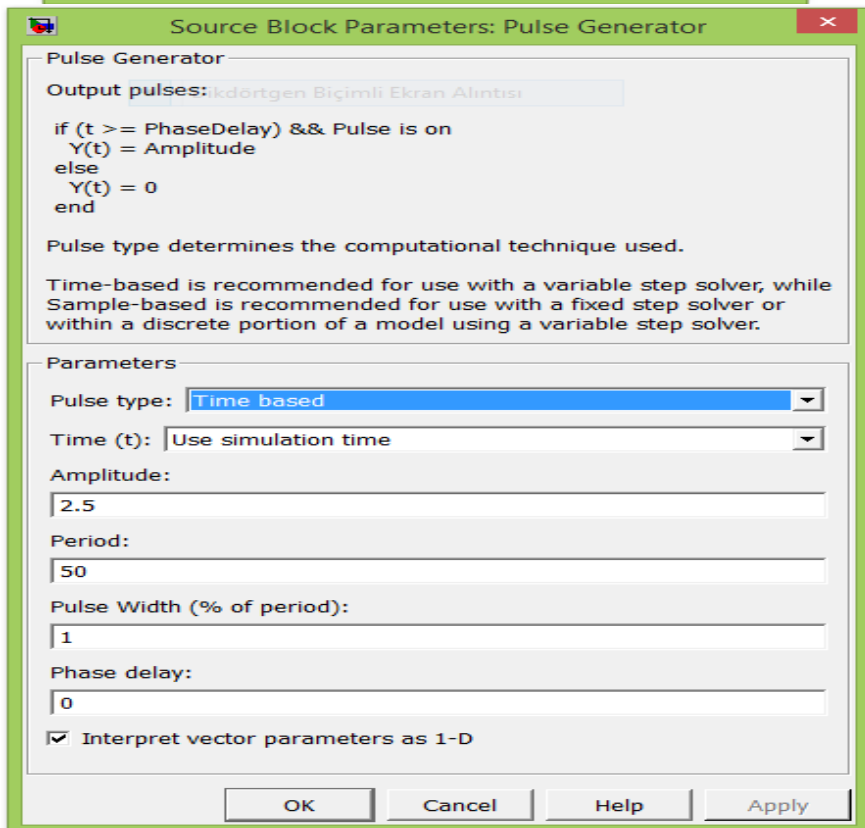 Source Block Parameters: Pulse Generator
Pulse Generator
Output pulses:
Dikdörtgen Biçimli Ekran Alıntısı
if (t >= PhaseDelay) && Pulse is on
Y(t) = Amplitude
else
Y(t) = 0
end
Pulse type determines the computational technique used.
Time-based is recommended for use with a variable step solver, while
Sample-based is recommended for use with a fixed step solver or
within a discrete portion of a model using a variable step solver.
Parameters
Pulse type: Time based
Time (t): Use simulation time
Amplitude:
2.5
Period:
50
Pulse Width (% of period):
1
Phase delay:
0
Interpret vector parameters as 1-D
OK Cancel Help Apply